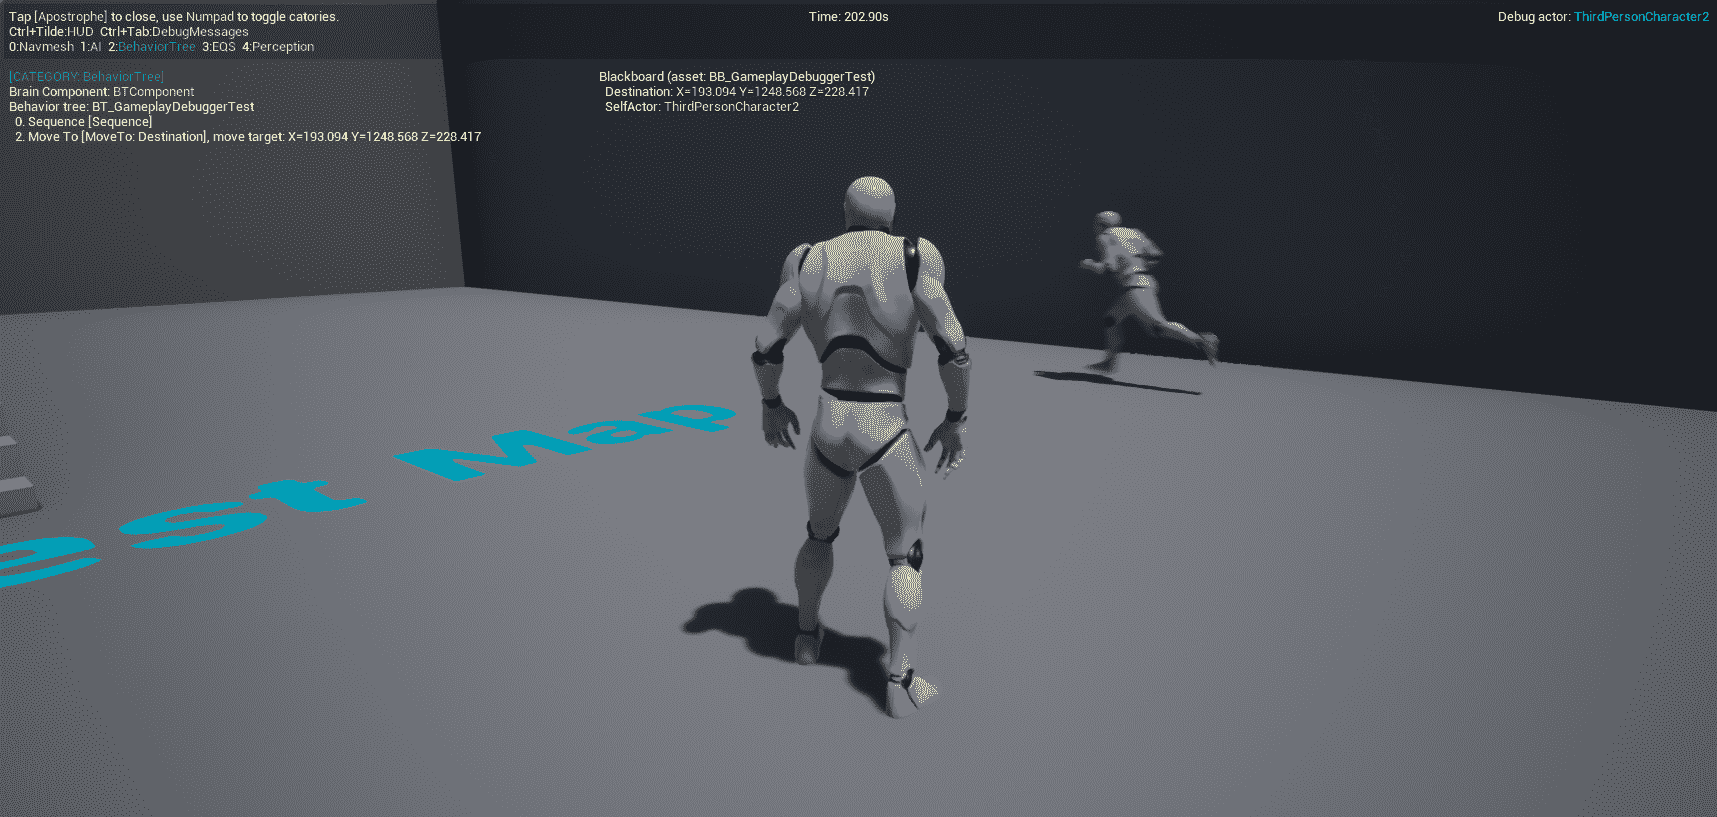 Tap [Apostrophe] to close, use Numpad to toggle catories.
Ctrl+Tilde:HUD Ctrl+Tab:DebugMessages
0:Navmesh 1:AI 2:BehaviorTree 3:EQS 4:Perception
Time: 202.90s
Debug actor: ThirdPersonCharacter2
[CATEGORY: BehaviorTree]
Brain Component: BTComponent
Behavior tree: BT_GameplayDebuggerTest
0. Sequence [Sequence]
2. Move To [MoveTo: Destination], move target: X=193.094 Y=1248.568 Z=228.417
Blackboard (asset: BB_GameplayDebuggerTest)
Destination: X=193.094 Y=1248.568 Z=228.417
SelfActor: ThirdPersonCharacter2
est Map